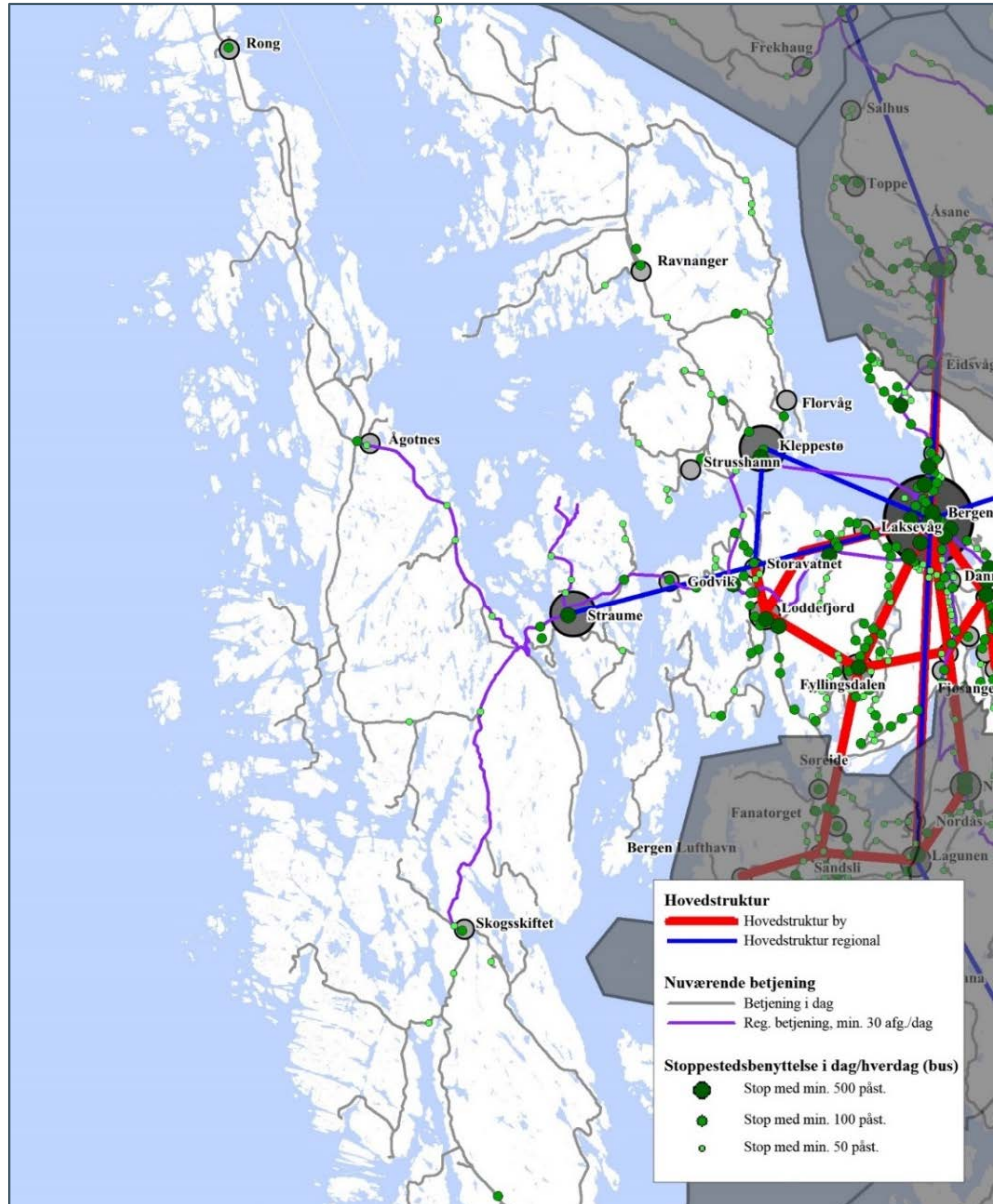 Rong
Frekhaug
Salhus
Toppe
Åsane
Ravnanger
Eidsvåg
Florvåg
Ågotnes
Kleppestø
Strusshamn
Laksevåg
Bergen
Storavatnet
Godvik
Straume
Loddefjord
Fyllingsdalen
Søreide
Fanatorget
Nordås
Bergen Lufthavn
Sandsli
Lagunen
Skogsskiftet
Hovedstruktur
Hovedstruktur by
Hovedstruktur regional
Nuværende betjening
Betjening i dag
Reg. betjening, min. 30 afg./dag
Stoppestedsbenyttelse i dag/hverdag (bus)
Stop med min. 500 påst.
Stop med min. 100 påst.
Stop med min. 50 påst.